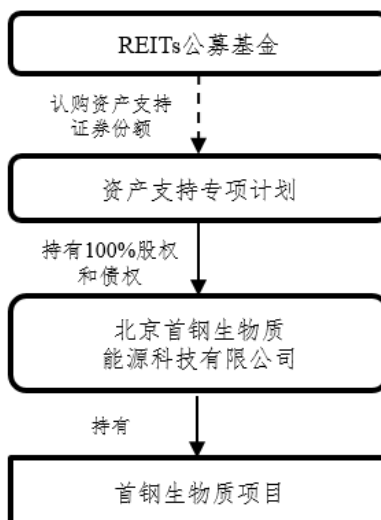 REITs公募基金
认购资产支持
证券份额
资产支持专项计划
持有100%股权
和债权
北京首钢生物质
能源科技有限公司
持有
首钢生物质项目